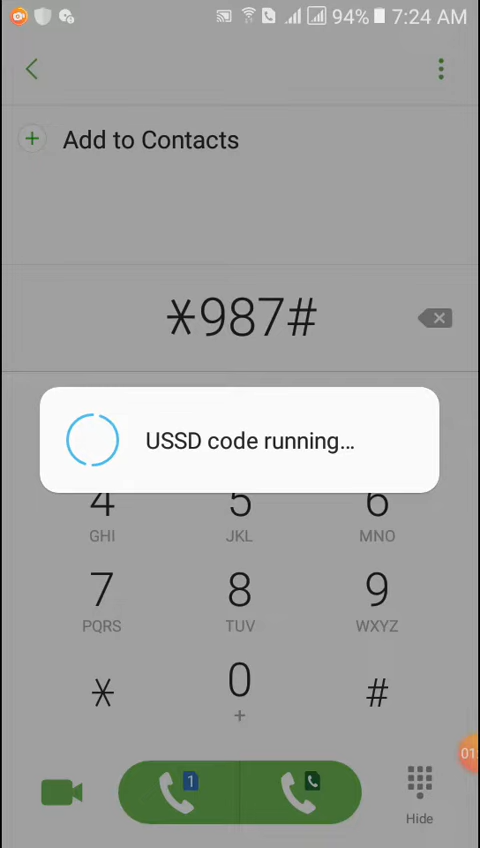 94% 7:24 AM
Add to Contacts
*987#
USSD code running...
4 5 6
GHI JKL MNO
7 8 9
PQRS TUV WXYZ
* 0 #
+
1
Hide